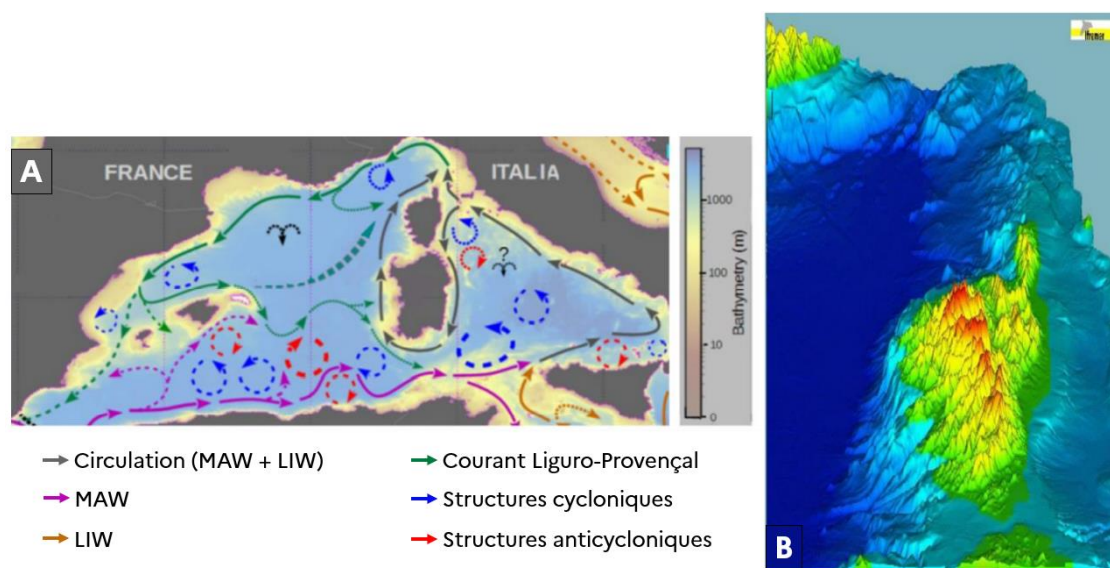 A
FRANCE
ITALIA
?
1000
100
10
0
Bathymetry (m)
Circulation (MAW + LIW)
MAW
LIW
Courant Liguro-Provençal
Structures cycloniques
Structures anticycloniques
Ifremer
B